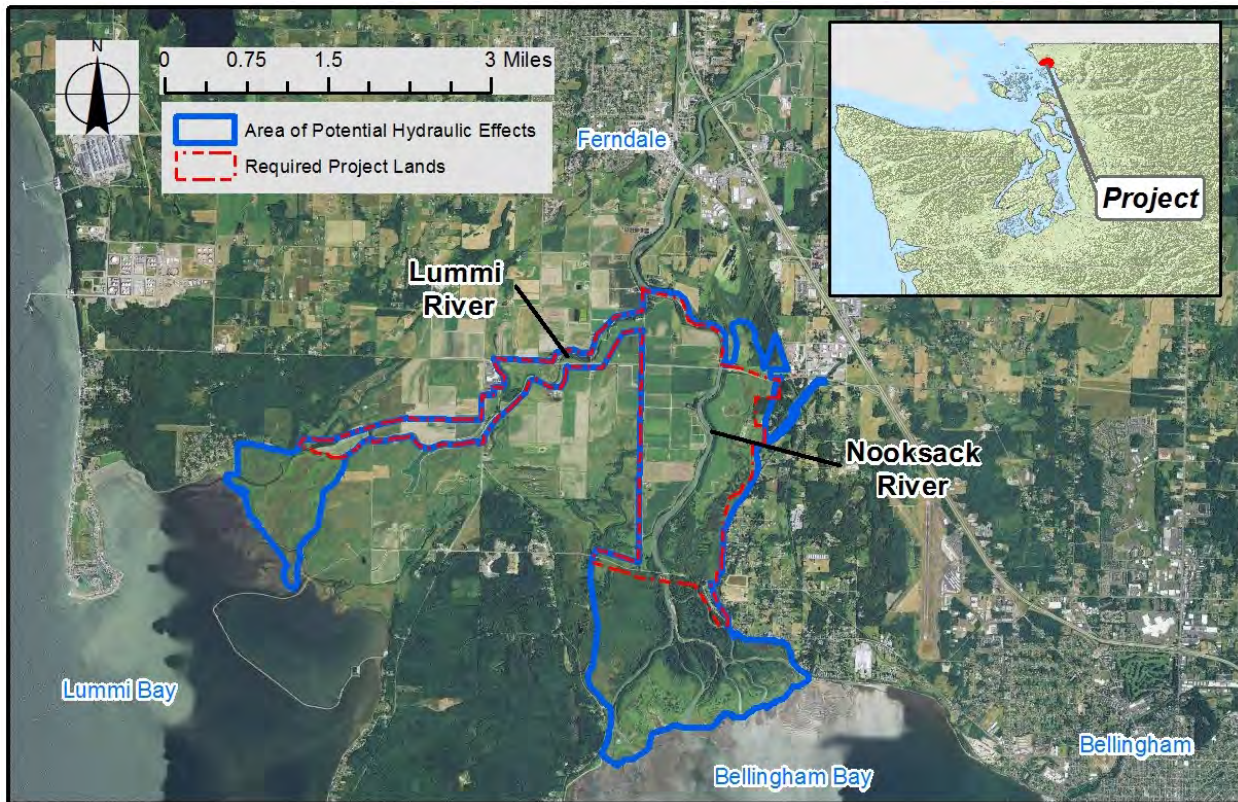 N
0 0.75 1.5 3 Miles
Area of Potential Hydraulic Effects
Required Project Lands
Ferndale
Project
Lummi
River
Nooksack
River
Lummi Bay
Bellingham Bay
Bellingham